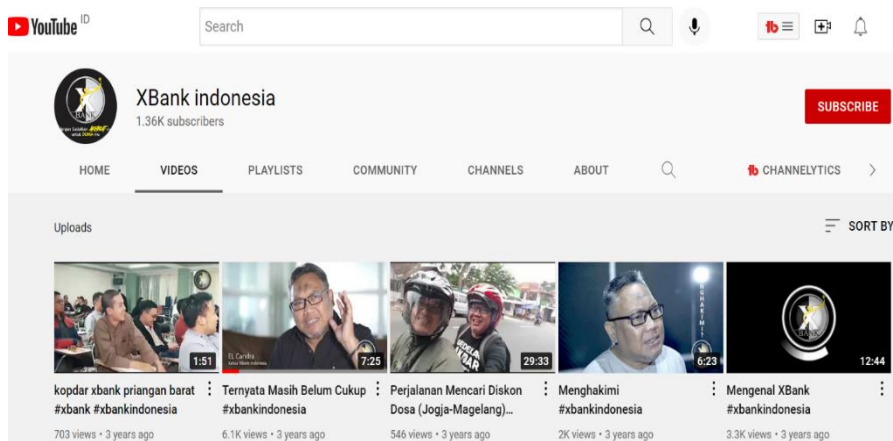 YouTube ID
Search
XBank indonesia
1.36K subscribers
SUBSCRIBE
HOME VIDEOS PLAYLISTS COMMUNITY CHANNELS ABOUT CHANNELYTICS
Uploads SORT BY
1:51 7:25 29:33 6:23 12:44
EL Candra
kopdar xbank priangan barat
#xbank #xbankindonesia
703 views • 3 years ago
Ternyata Masih Belum Cukup
#xbankindonesia
6.1K views • 3 years ago
Perjalanan Mencari Diskon
Dosa (Jogja-Magelang)...
546 views • 3 years ago
Menghakimi
#xbankindonesia
2K views • 3 years ago
Mengenal XBank
#xbankindonesia
3.3K views • 3 years ago